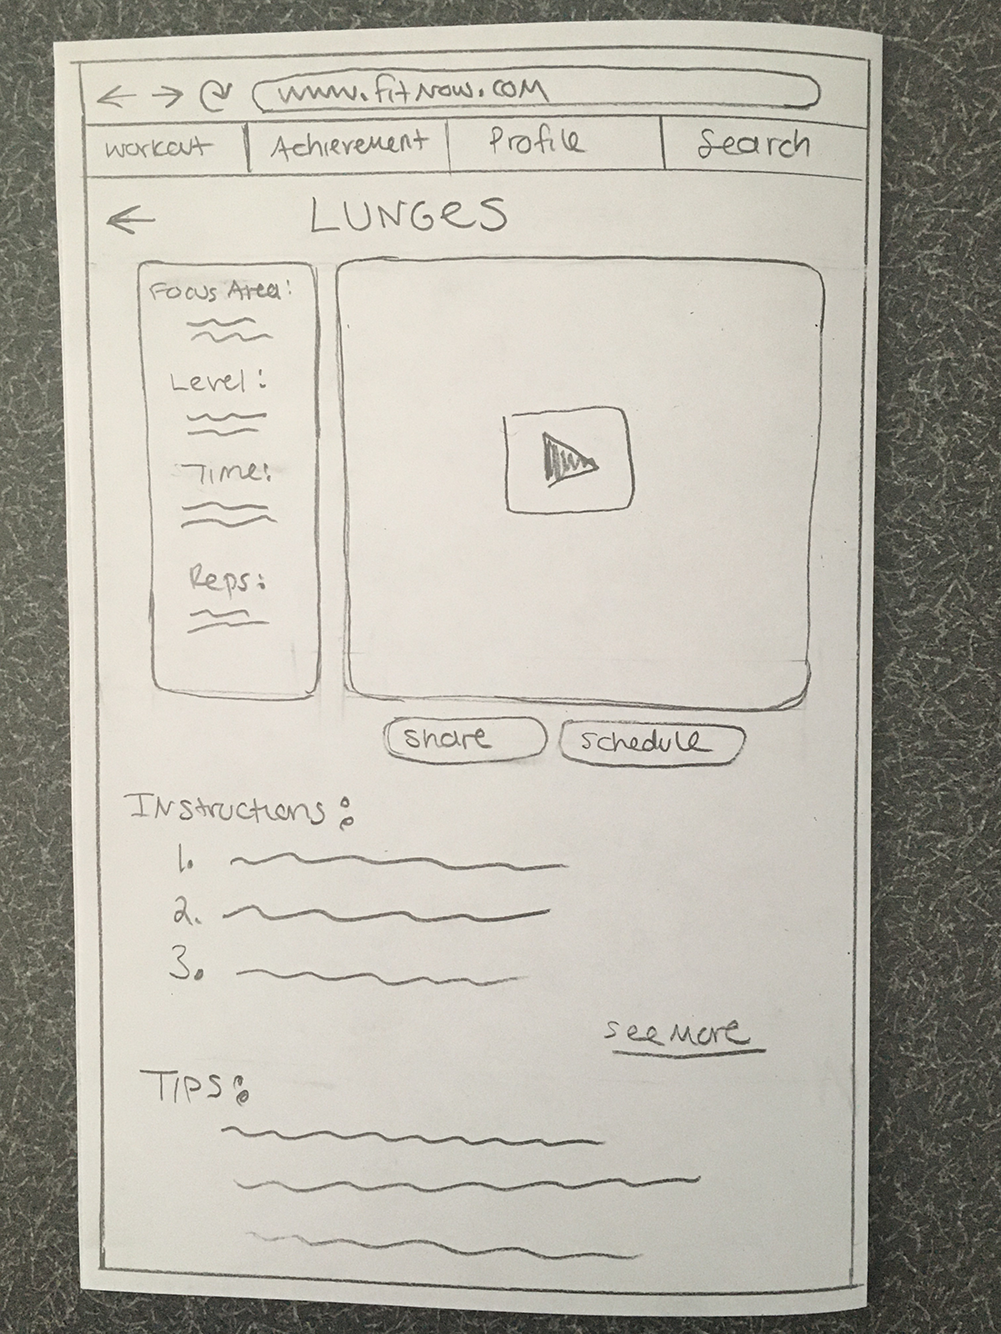 www.fitnow.com
Workout Achievement Profile Search
LUNGES
Focus Area:
Level:
Time:
Reps:
Share Schedule
Instructions:
1.
2.
3.
See More
TIPS: